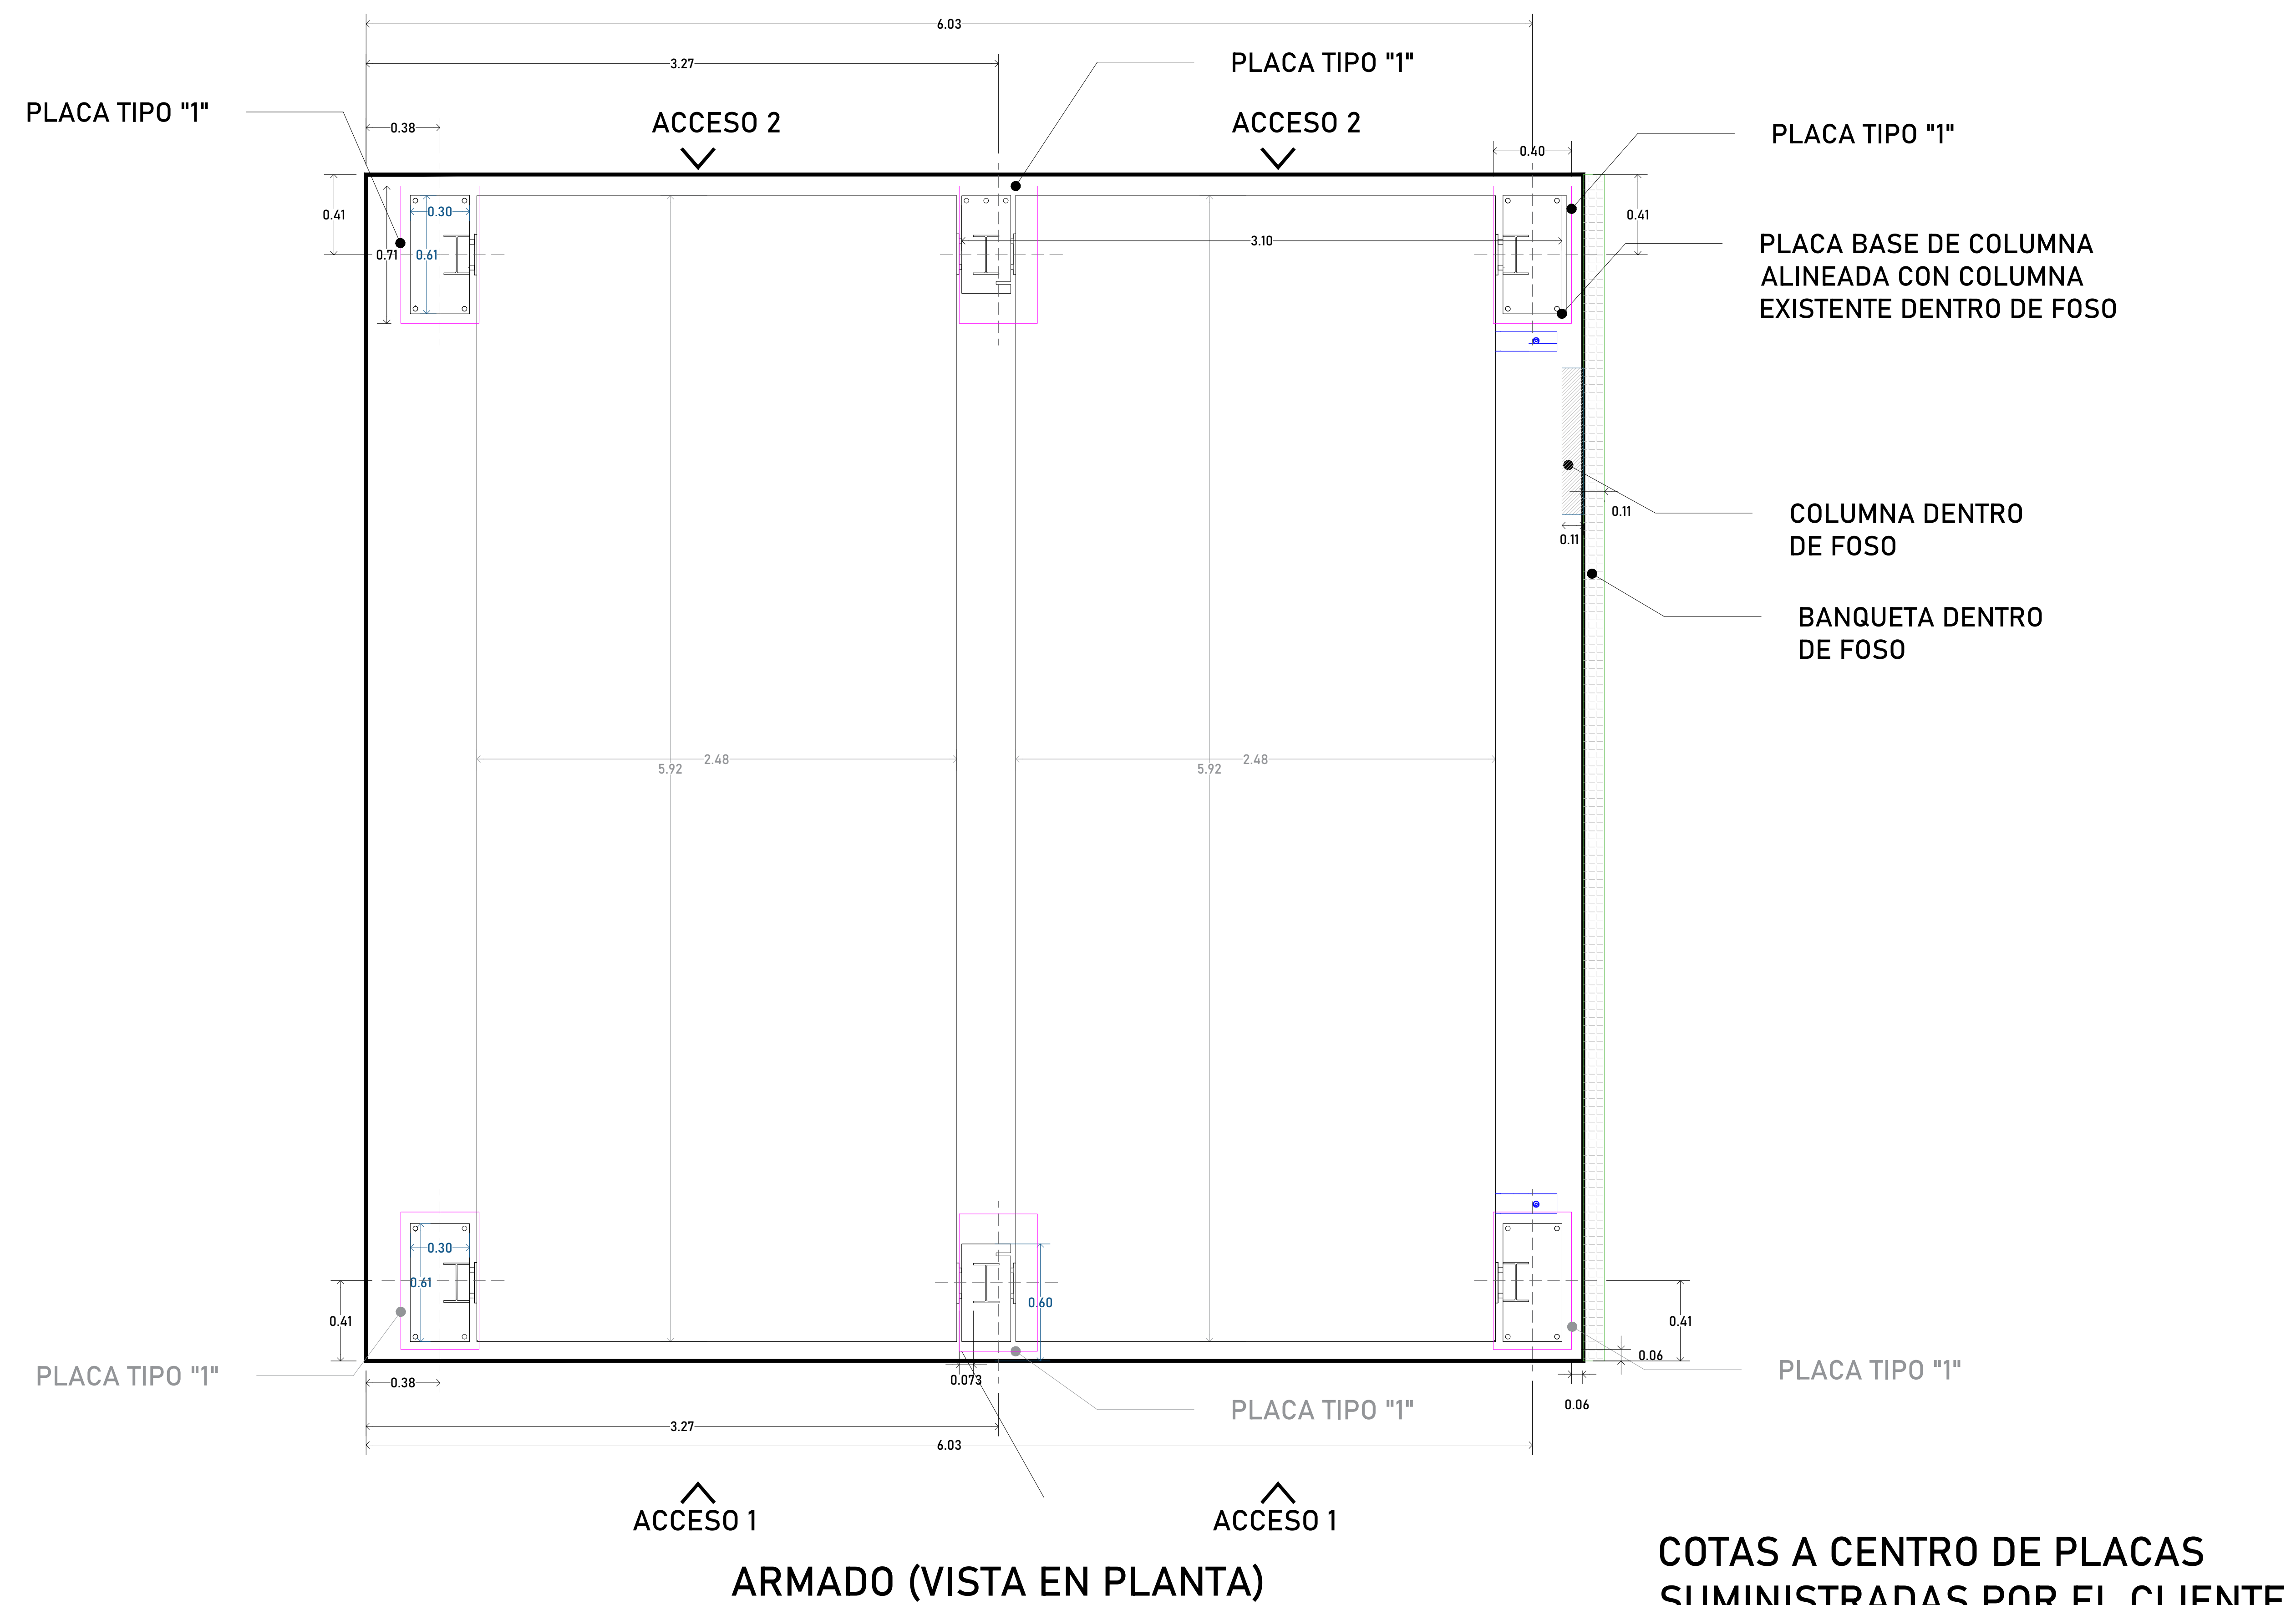 6.03
3.27
PLACA TIPO "1"
PLACA TIPO "1"
ACCESO 2
ACCESO 2
0.38
PLACA TIPO "1"
0.40
0.41
0.30
0.41
0.71
0.61
3.10
PLACA BASE DE COLUMNA
ALINEADA CON COLUMNA
EXISTENTE DENTRO DE FOSO
COLUMNA DENTRO
DE FOSO
0.11
0.11
BANQUETA DENTRO
DE FOSO
2.48
5.92
2.48
5.92
0.30
0.61
0.60
0.41
0.41
0.06
PLACA TIPO "1"
0.38
0.073
PLACA TIPO "1"
0.06
PLACA TIPO "1"
3.27
6.03
ACCESO 1
ACCESO 1
ARMADO (VISTA EN PLANTA)
COTAS A CENTRO DE PLACAS
SUMINISTRADAS POR EL CLIENTE